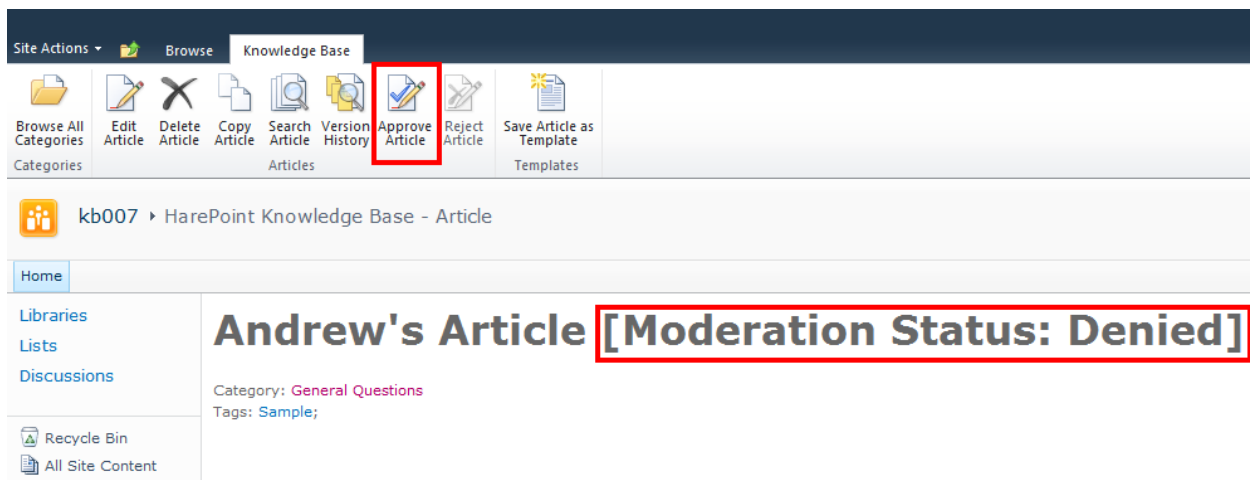 Site Actions Browse Knowledge Base
Browse All Categories
Edit Article
Delete Article
Copy Article
Search Article
Version History
Approve Article
Reject Article
Save Article as Template
Categories Articles Templates
kb007 HarePoint Knowledge Base - Article
Home
Libraries
Lists
Discussions
Recycle Bin
All Site Content
Andrew's Article [Moderation Status: Denied]
Category: General Questions
Tags: Sample;